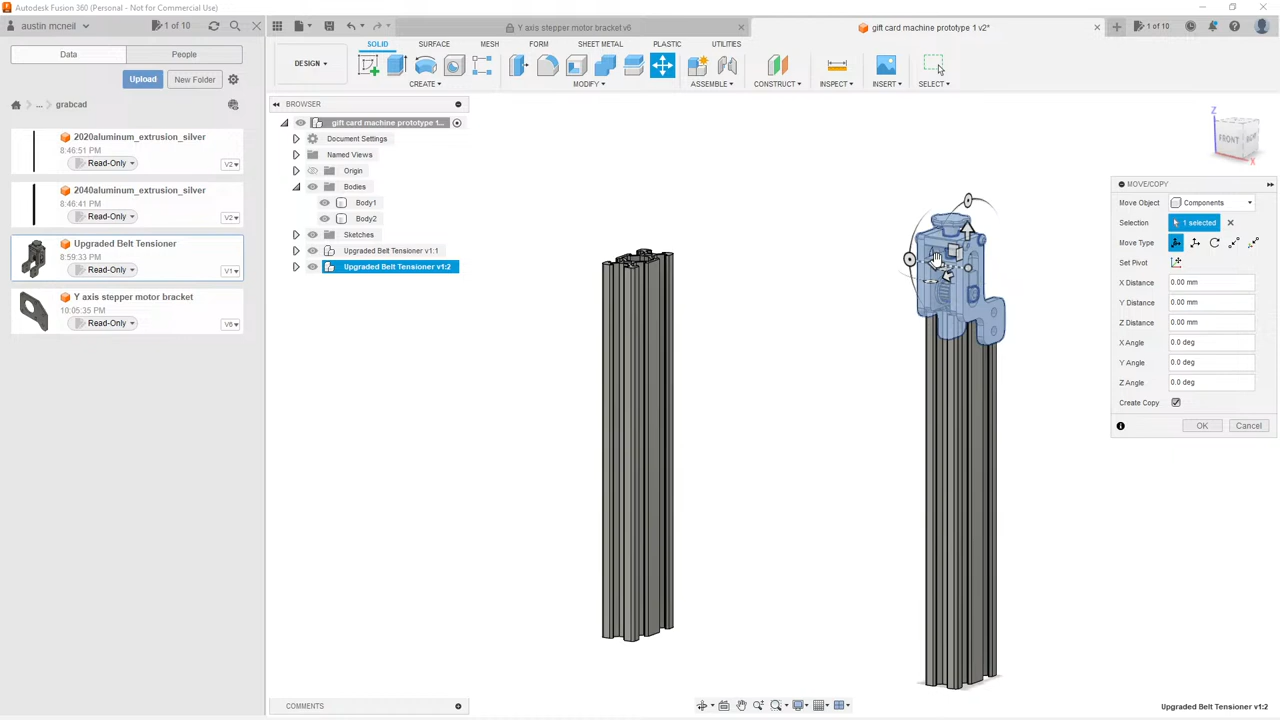 Autodesk Fusion 360 (Personal - Not for Commercial Use)
austin mcneil
1 of 10
Y axis stepper motor bracket v6
gift card machine prototype 1 v2*
1 of 10
Data
People
Upload
New Folder
... grabcad
2020aluminum_extrusion_silver
8:46:51 PM
Read-Only
V2
2040aluminum_extrusion_silver
8:46:41 PM
Read-Only
V2
Upgraded Belt Tensioner
8:59:33 PM
Read-Only
V1
Y axis stepper motor bracket
10:05:35 PM
Read-Only
V6
DESIGN
SOLID
SURFACE
MESH
FORM
SHEET METAL
PLASTIC
UTILITIES
CREATE
MODIFY
ASSEMBLE
CONSTRUCT
INSPECT
INSERT
SELECT
BROWSER
gift card machine prototype 1...
Document Settings
Named Views
Origin
Bodies
Body1
Body2
Sketches
Upgraded Belt Tensioner v1:1
Upgraded Belt Tensioner v1:2
Z
FRONT
X
MOVE/COPY
Move Object
Components
Selection
1 selected
Move Type
Set Pivot
X Distance
0.00 mm
Y Distance
0.00 mm
Z Distance
0.00 mm
X Angle
0.0 deg
Y Angle
0.0 deg
Z Angle
0.0 deg
Create Copy
OK
Cancel
COMMENTS
Upgraded Belt Tensioner v1:2